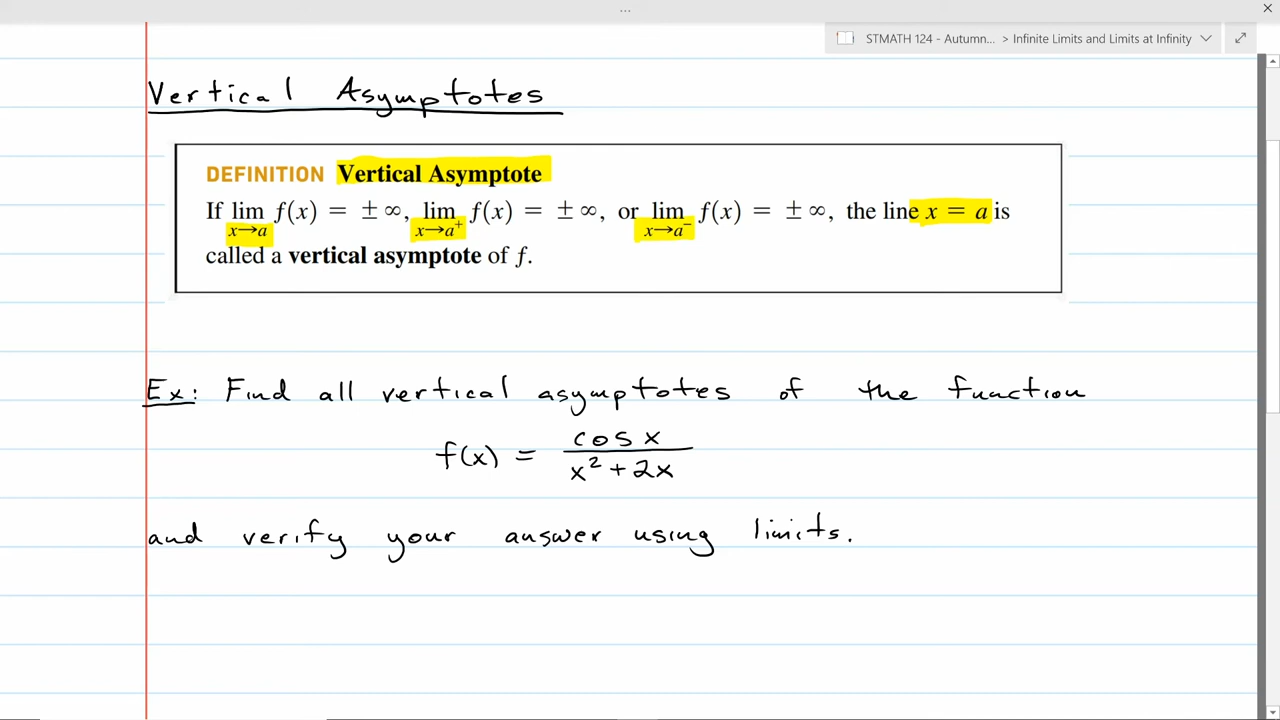 ...
STMATH 124 - Autumn... > Infinite Limits and Limits at Infinity
Vertical Asymptotes
DEFINITION Vertical Asymptote
If lim x→a f(x) = ± ∞, lim x→a⁺ f(x) = ± ∞, or lim x→a⁻ f(x) = ± ∞, the line x = a is
called a vertical asymptote of f.
Ex: Find all vertical asymptotes of the function
f(x) = cos x / x² + 2x
and verify your answer using limits.